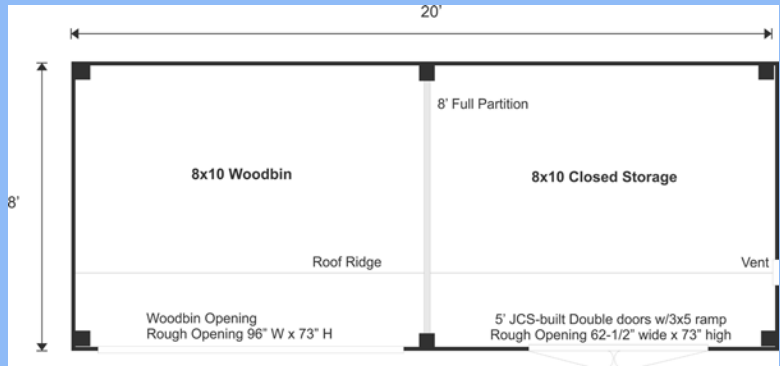 20'
8' Full Partition
8x10 Woodbin
8x10 Closed Storage
8'
Roof Ridge
Vent
Woodbin Opening
Rough Opening 96" W x 73" H
5' JCS-built Double doors w/3x5 ramp
Rough Opening 62-1/2" wide x 73" high